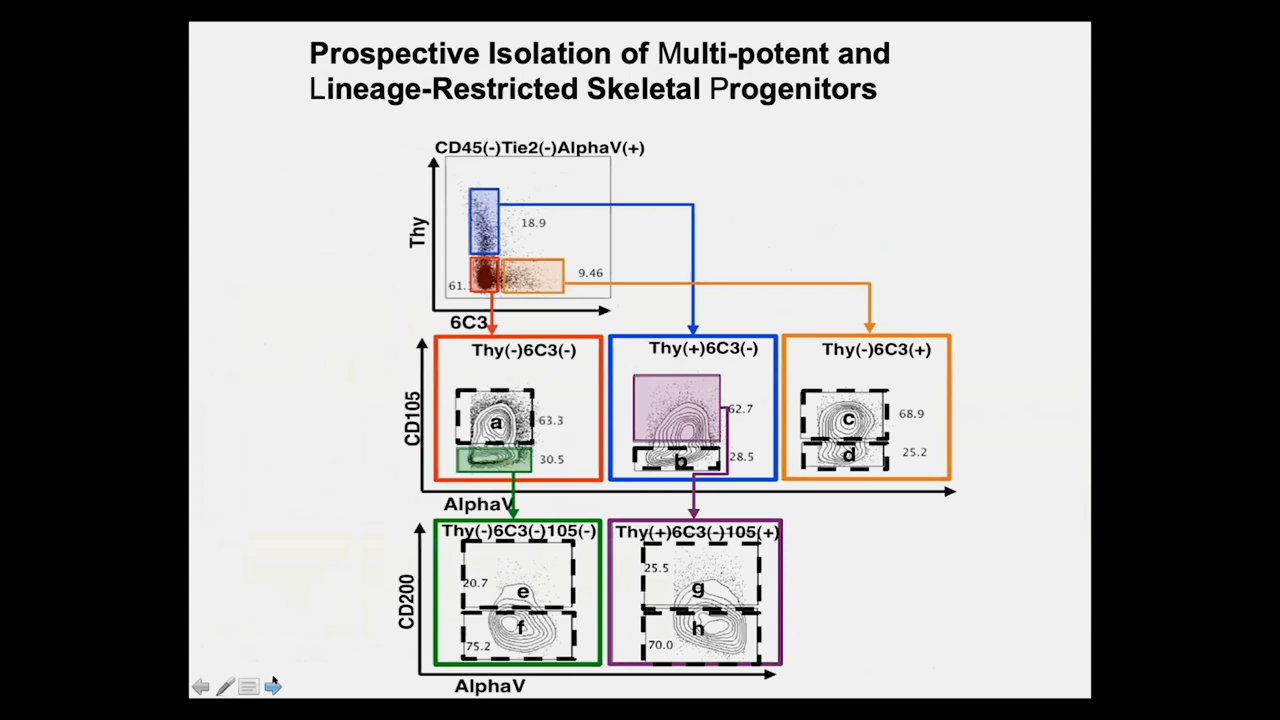 Prospective Isolation of Multi-potent and
Lineage-Restricted Skeletal Progenitors
CD45(-)Tie2(-)AlphaV(+)
Thy
18.9
9.46
61.
6C3
Thy(-)6C3(-)
Thy(+)6C3(-)
Thy(-)6C3(+)
CD105
a
63.3
30.5
62.7
b
28.5
c
68.9
d
25.2
AlphaV
Thy(-)6C3(-)105(-)
Thy(+)6C3(-)105(+)
CD200
20.7
e
f
75.2
25.5
g
h
70.0
AlphaV